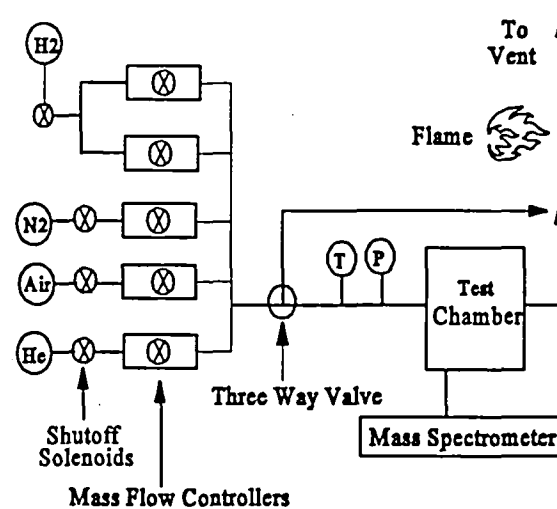 H2
To
Vent
Flame
N2
Air
T
P
Test
Chamber
He
Three Way Valve
Shutoff
Solenoids
Mass Spectrometer
Mass Flow Controllers